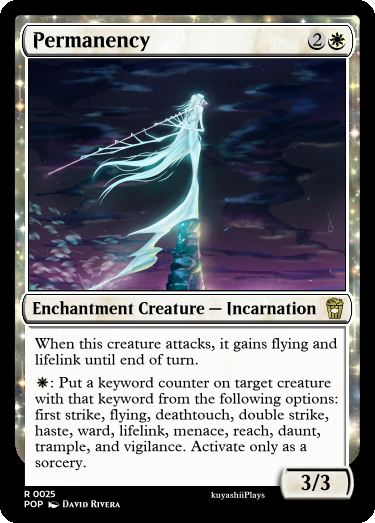 Permanency 2
Enchantment Creature — Incarnation
When this creature attacks, it gains flying and
lifelink until end of turn.
: Put a keyword counter on target creature
with that keyword from the following options:
first strike, flying, deathtouch, double strike,
haste, ward, lifelink, menace, reach, daunt,
trample, and vigilance. Activate only as a
sorcery.
3/3
R 0025
POP David Rivera kuyashiiPlays